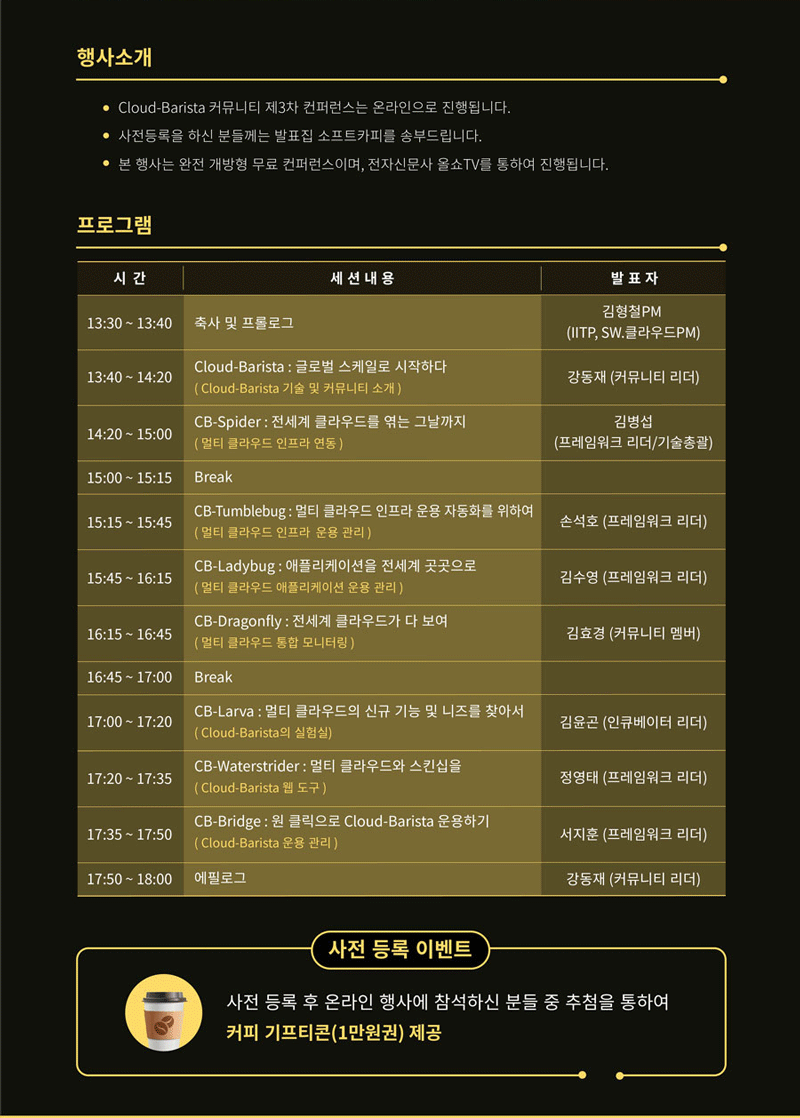 행사소개
Cloud-Barista 커뮤니티 제3차 컨퍼런스는 온라인으로 진행됩니다.
사전등록을 하신 분들께는 발표집 소프트카피를 송부드립니다.
본 행사는 완전 개방형 무료 컨퍼런스이며, 전자신문사 올쇼TV를 통하여 진행됩니다.
프로그램
시 간 세 션 내 용 발 표 자
13:30 ~ 13:40 축사 및 프롤로그 김형철PM
(IITP, SW.클라우드PM)
13:40 ~ 14:20 Cloud-Barista : 글로벌 스케일로 시작하다
( Cloud-Barista 기술 및 커뮤니티 소개 ) 강동재 (커뮤니티 리더)
14:20 ~ 15:00 CB-Spider : 전세계 클라우드를 엮는 그날까지
( 멀티 클라우드 인프라 연동 ) 김병섭
(프레임워크 리더/기술총괄)
15:00 ~ 15:15 Break
15:15 ~ 15:45 CB-Tumblebug : 멀티 클라우드 인프라 운용 자동화를 위하여
( 멀티 클라우드 인프라 운용 관리 ) 손석호 (프레임워크 리더)
15:45 ~ 16:15 CB-Ladybug : 애플리케이션을 전세계 곳곳으로
( 멀티 클라우드 애플리케이션 운용 관리 ) 김수영 (프레임워크 리더)
16:15 ~ 16:45 CB-Dragonfly : 전세계 클라우드가 다 보여
( 멀티 클라우드 통합 모니터링 ) 김효경 (커뮤니티 멤버)
16:45 ~ 17:00 Break
17:00 ~ 17:20 CB-Larva : 멀티 클라우드의 신규 기능 및 니즈를 찾아서
( Cloud-Barista의 실험실) 김윤곤 (인큐베이터 리더)
17:20 ~ 17:35 CB-Waterstrider : 멀티 클라우드와 스킨십을
( Cloud-Barista 웹 도구 ) 정영태 (프레임워크 리더)
17:35 ~ 17:50 CB-Bridge : 원 클릭으로 Cloud-Barista 운용하기
( Cloud-Barista 운용 관리 ) 서지훈 (프레임워크 리더)
17:50 ~ 18:00 에필로그 강동재 (커뮤니티 리더)
사전 등록 이벤트
사전 등록 후 온라인 행사에 참석하신 분들 중 추첨을 통하여
커피 기프티콘(1만원권) 제공